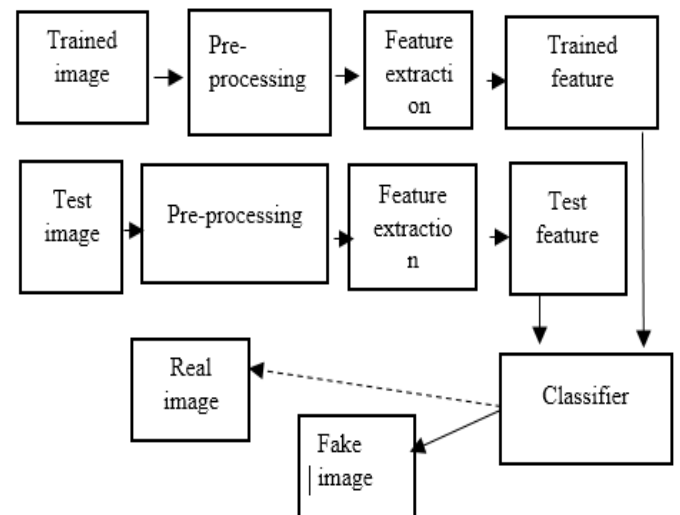 Trained
image
Pre-
processing
Feature
extracti
on
Trained
feature
Test
image
Pre-processing
Feature
extractio
n
Test
feature
Real
image
Classifier
Fake
image